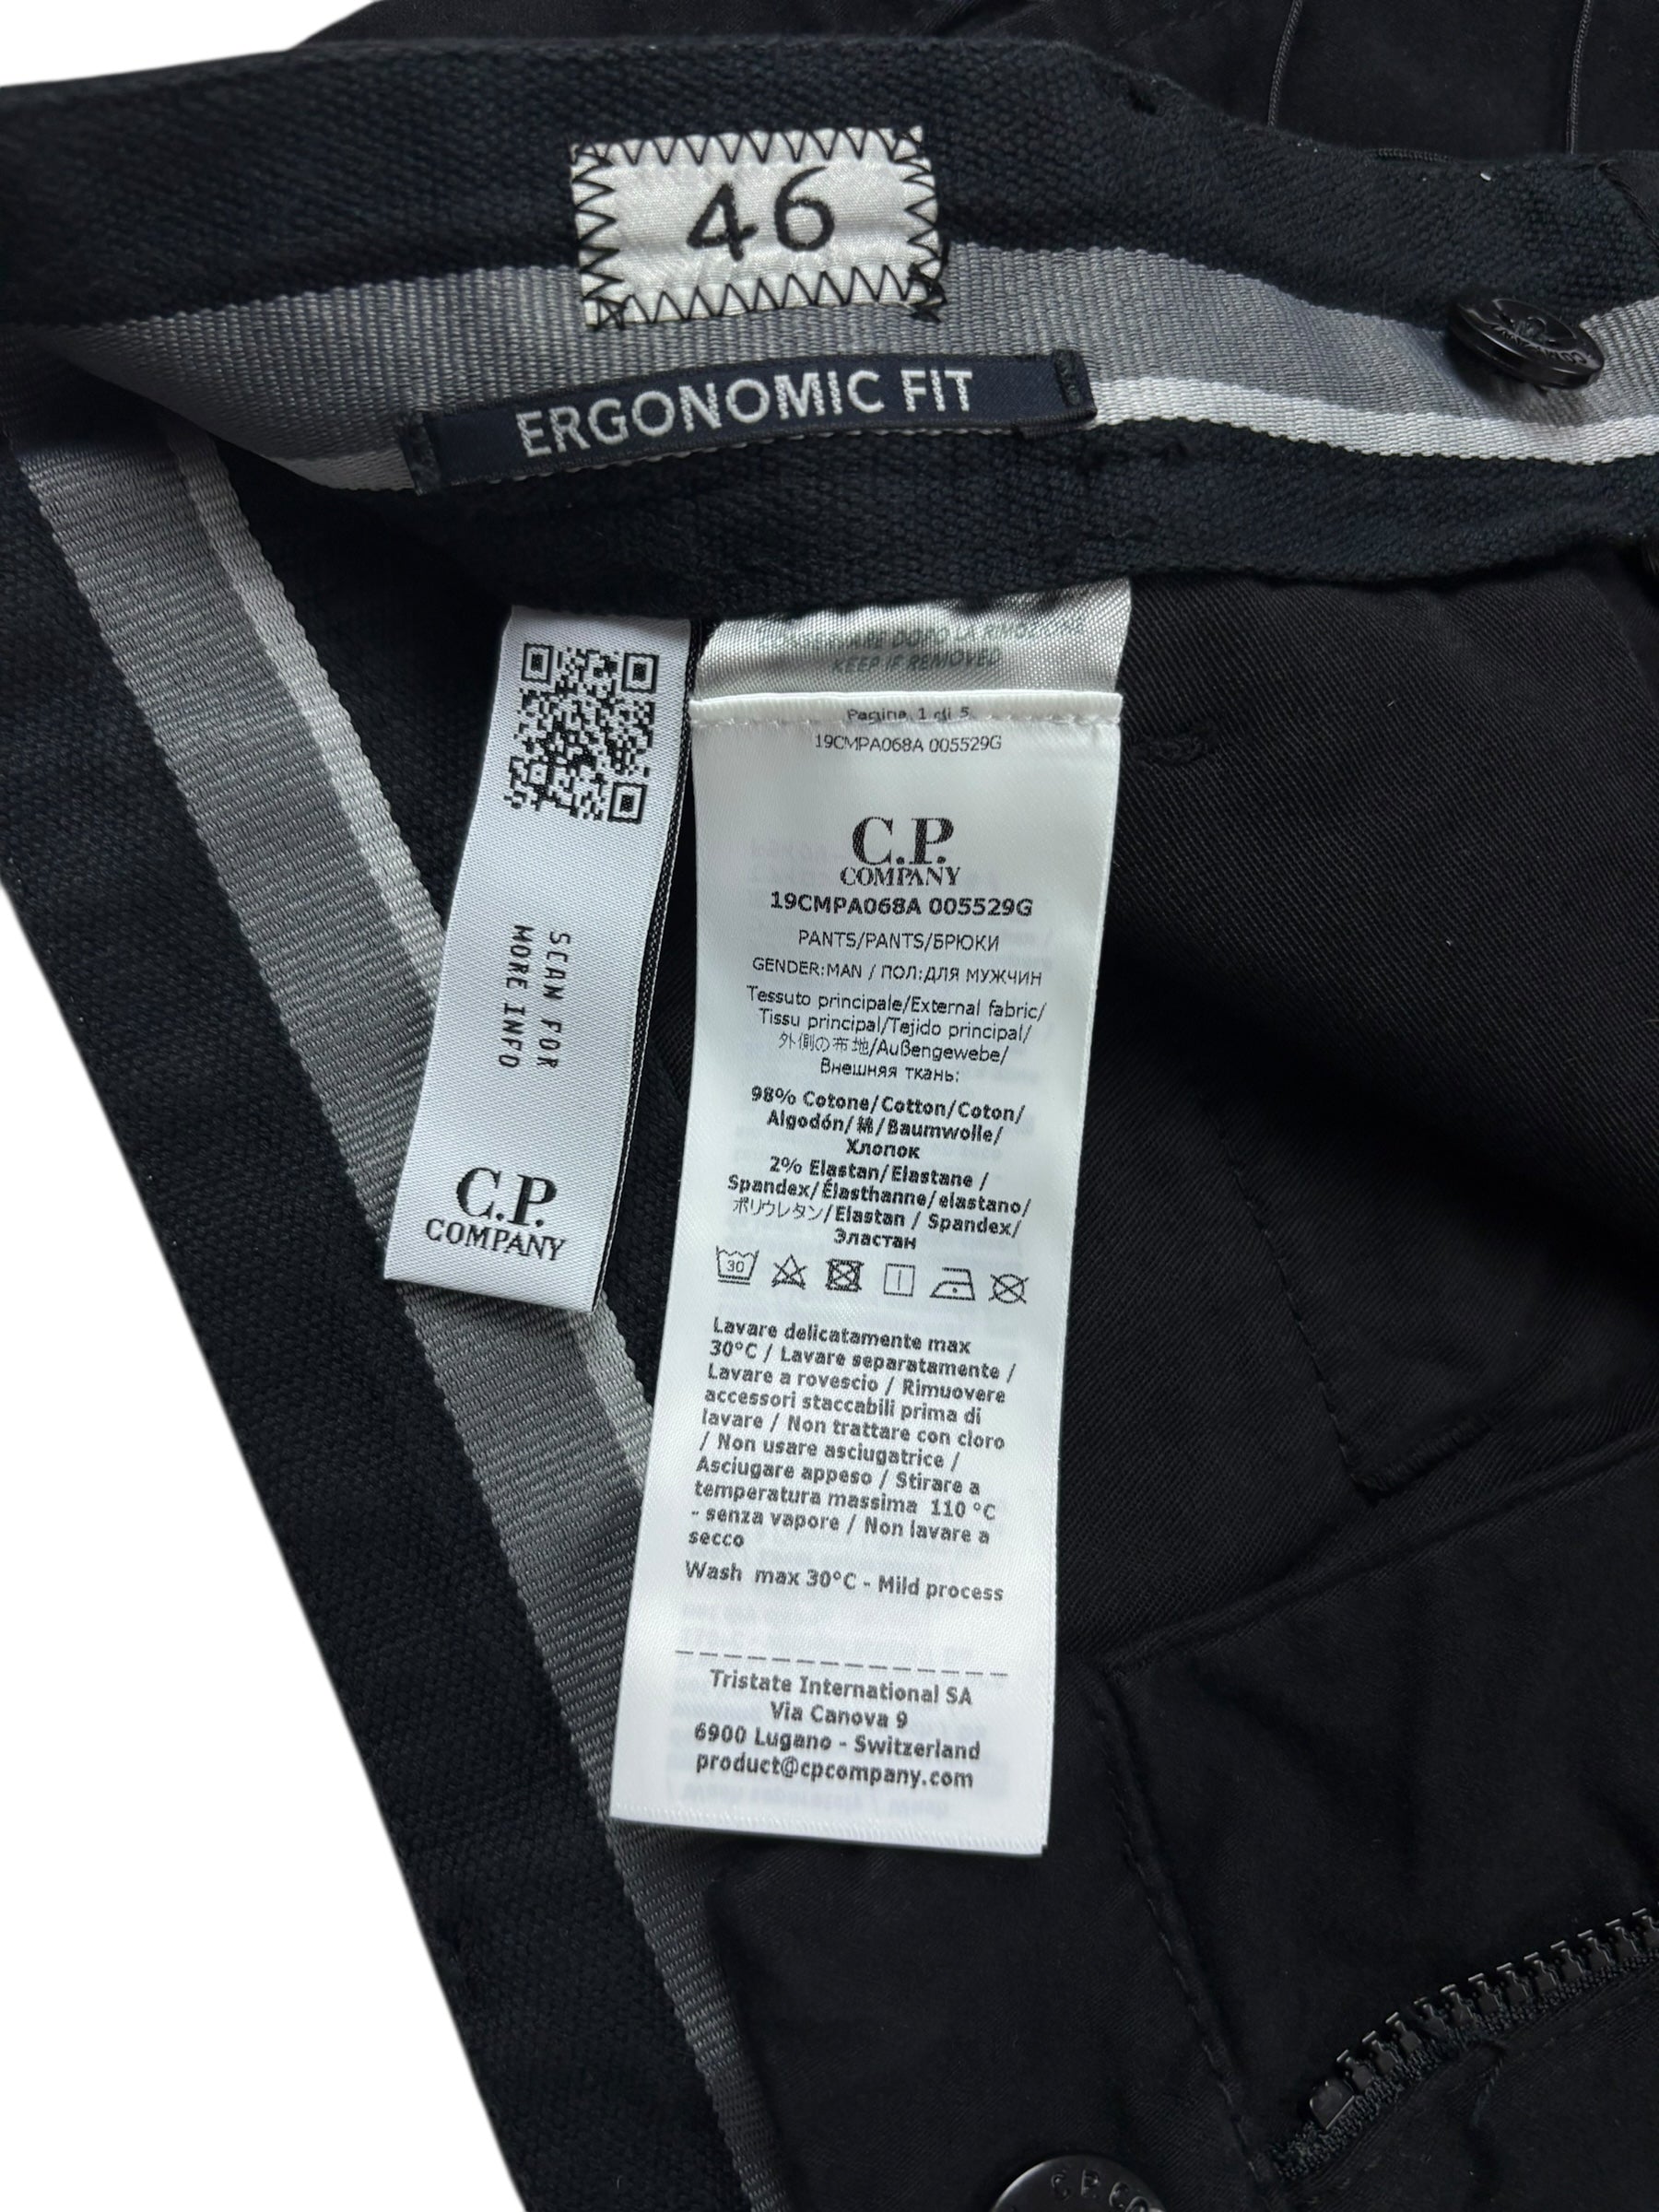 46
ERGONOMIC FIT
SCAN FOR
MORE INFO
C.P.
COMPANY
DOPO LA
KEEP IF REMOVED
Pagina 1 di 5
19CMPA068A 005529G
C.P.
COMPANY
19CMPA068A 005529G
PANTS/PANTS/БРЮКИ
GENDER:MAN / ПОЛ:ДЛЯ МУЖЧИН
Tessuto principale/External fabric/
Tissu principal/Tejido principal/
外側の布地/Außengewebe/
Внешняя ткань:
98% Cotone/Cotton/Coton/
Algodón/綿/Baumwolle/
Хлопок
2% Elastan/Elastane /
Spandex/Élasthanne/elastano/
ポリウレタン/Elastan / Spandex/
Эластан
30
Lavare delicatamente max
30°C / Lavare separatamente /
Lavare a rovescio / Rimuovere
accessori staccabili prima di
lavare / Non trattare con cloro
/ Non usare asciugatrice /
Asciugare appeso / Stirare a
temperatura massima 110 °C
- senza vapore / Non lavare a
secco
Wash max 30°C - Mild process
Tristate International SA
Via Canova 9
6900 Lugano - Switzerland
product@cpcompany.com